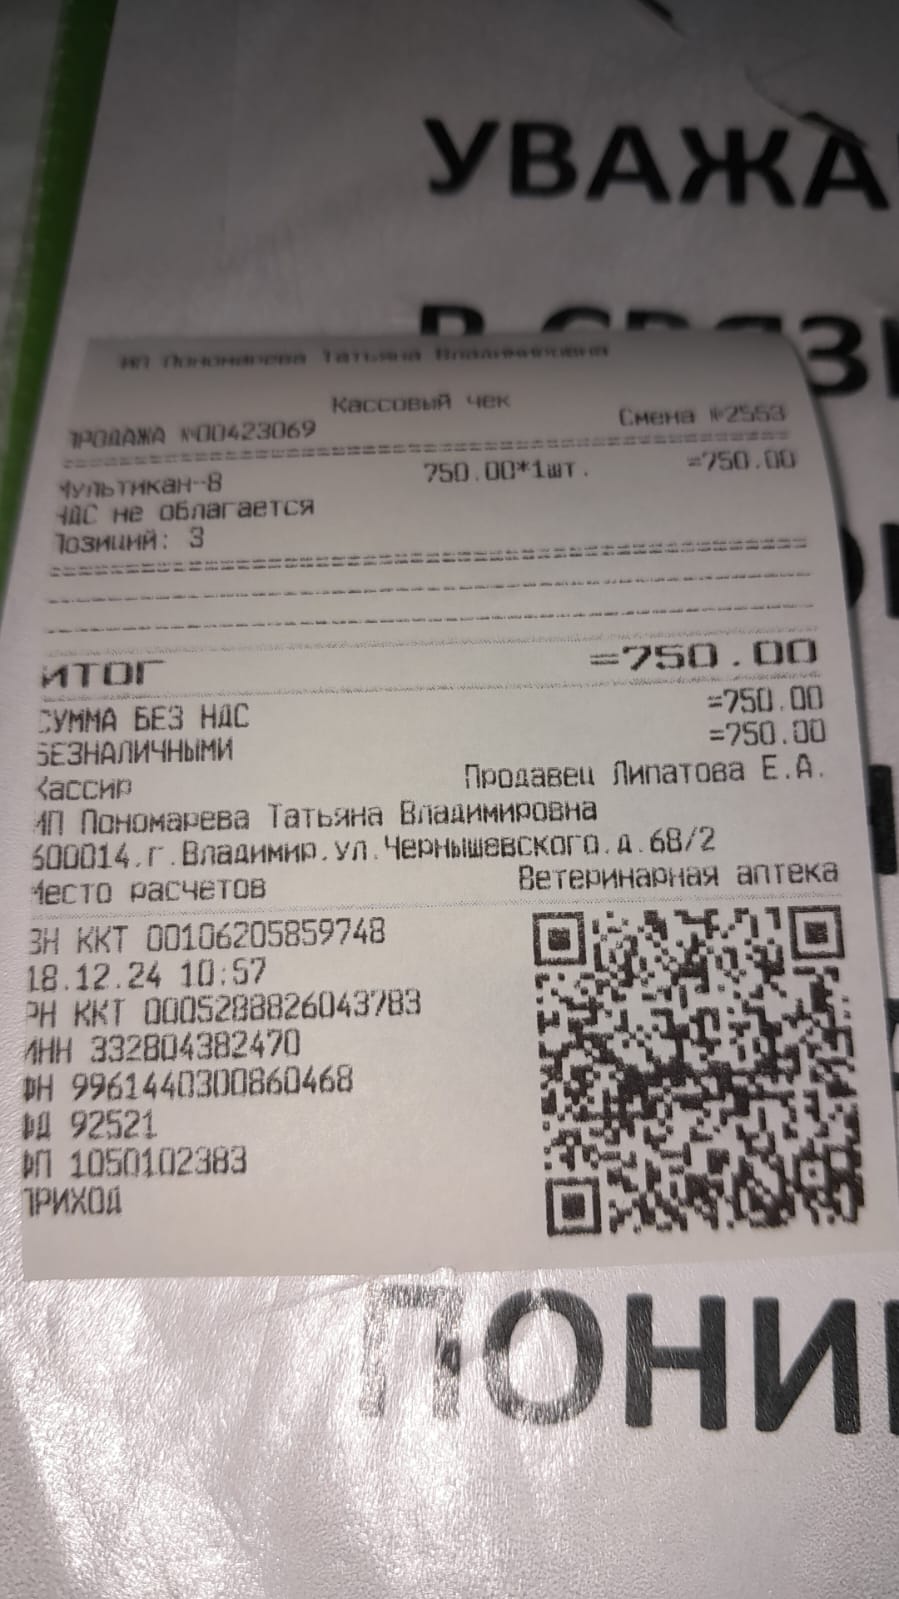 УВАЖА
В СВЯЗИ
ИП Пономарева Татьяна Владимировна
Кассовый чек
ПРОДАЖА №00423069 Смена №2553
Мультикан-8 750.00*1шт. =750.00
НДС не облагается
Позиций: 3
ИТОГ =750.00
СУММА БЕЗ НДС =750.00
БЕЗНАЛИЧНЫМИ =750.00
Кассир Продавец Липатова Е.А.
ИП Пономарева Татьяна Владимировна
600014.г.Владимир.ул.Чернышевского.д.68/2
Место расчетов Ветеринарная аптека
ЗН ККТ 00106205859748
18.12.24 10:57
РН ККТ 0005288826043783
ИНН 332804382470
ФН 9961440300860468
ФД 92521
ФП 1050102383
ПРИХОД
ПОНИ